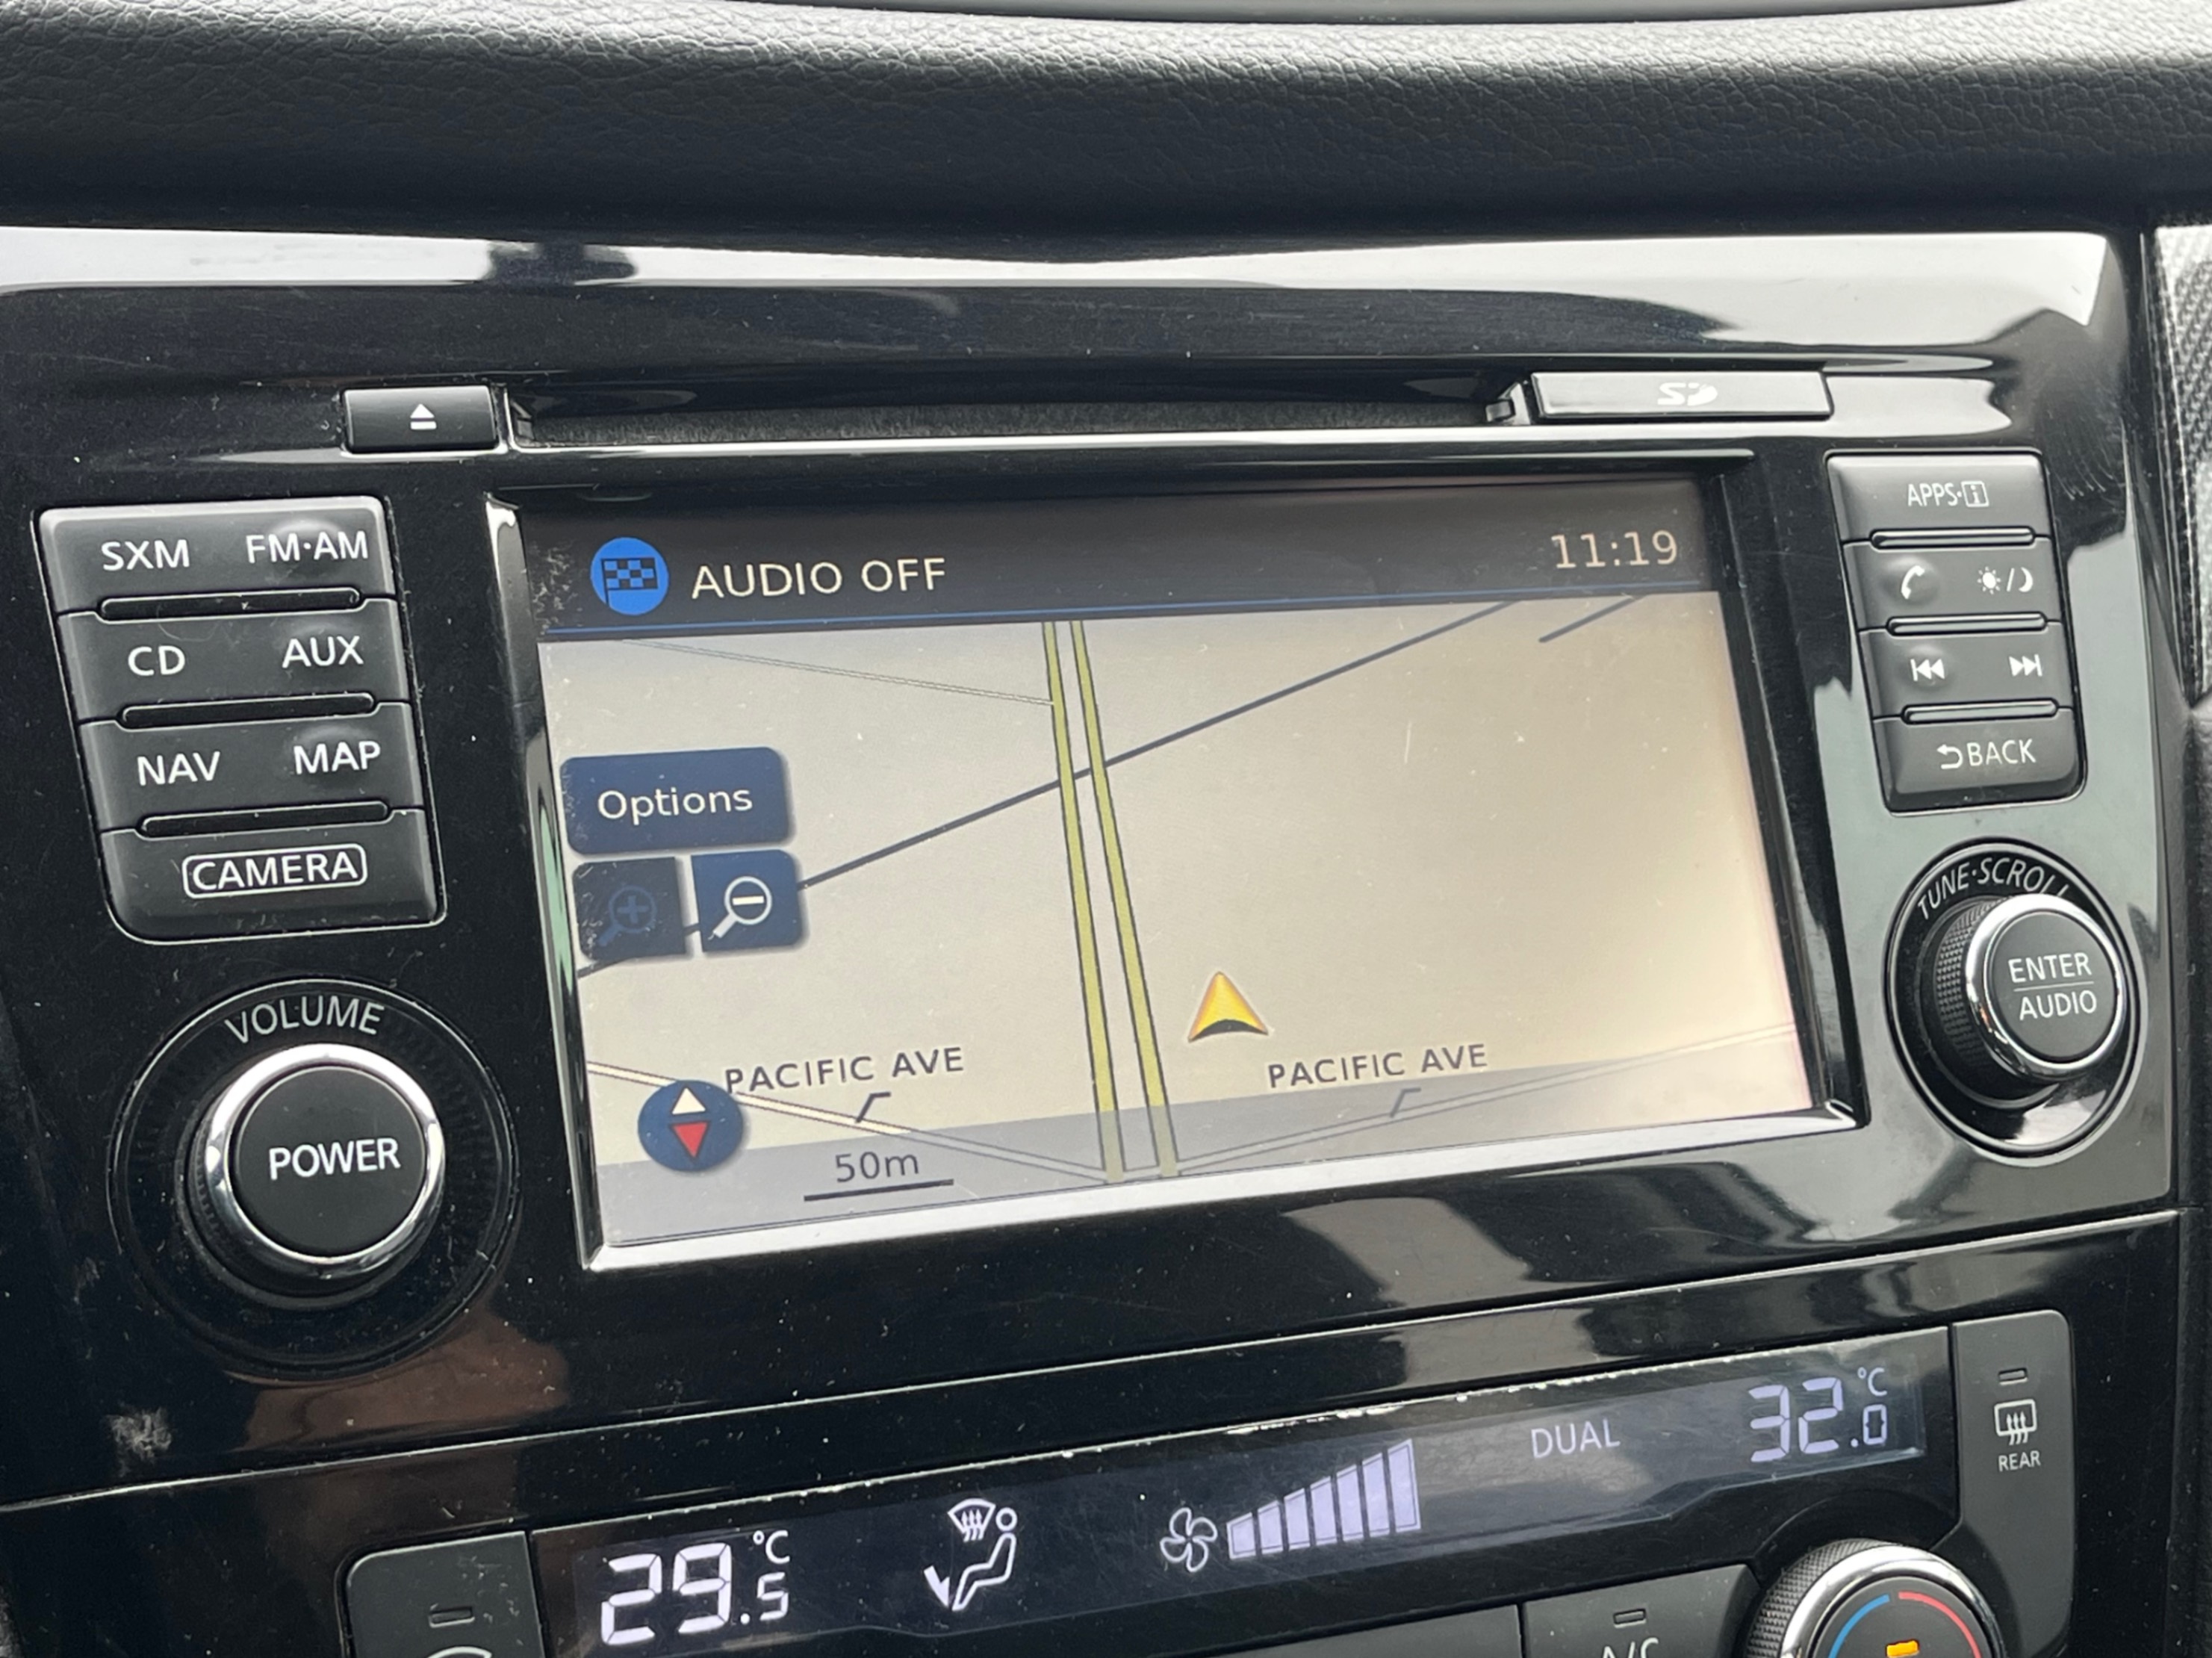 SD
APPS·i
SXM FM·AM
AUDIO OFF 11:19
CD AUX
NAV MAP
BACK
Options
CAMERA
TUNE·SCROLL
ENTER
AUDIO
VOLUME
POWER
PACIFIC AVE PACIFIC AVE
50m
DUAL 32.0 °C
REAR
29.5 °C
A/C